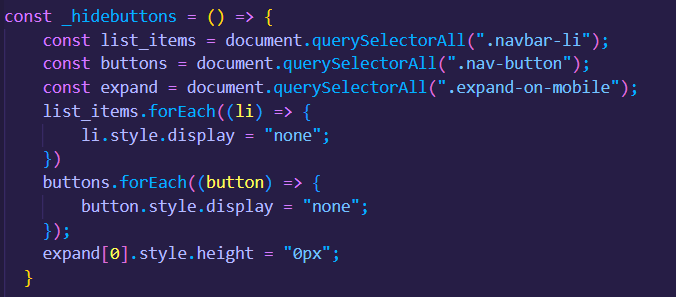 const _hidebuttons = () => {
    const list_items = document.querySelectorAll(".navbar-li");
    const buttons = document.querySelectorAll(".nav-button");
    const expand = document.querySelectorAll(".expand-on-mobile");
    list_items.forEach((li) => {
        li.style.display = "none";
    })
    buttons.forEach((button) => {
        button.style.display = "none";
    });
    expand[0].style.height = "0px";
  }